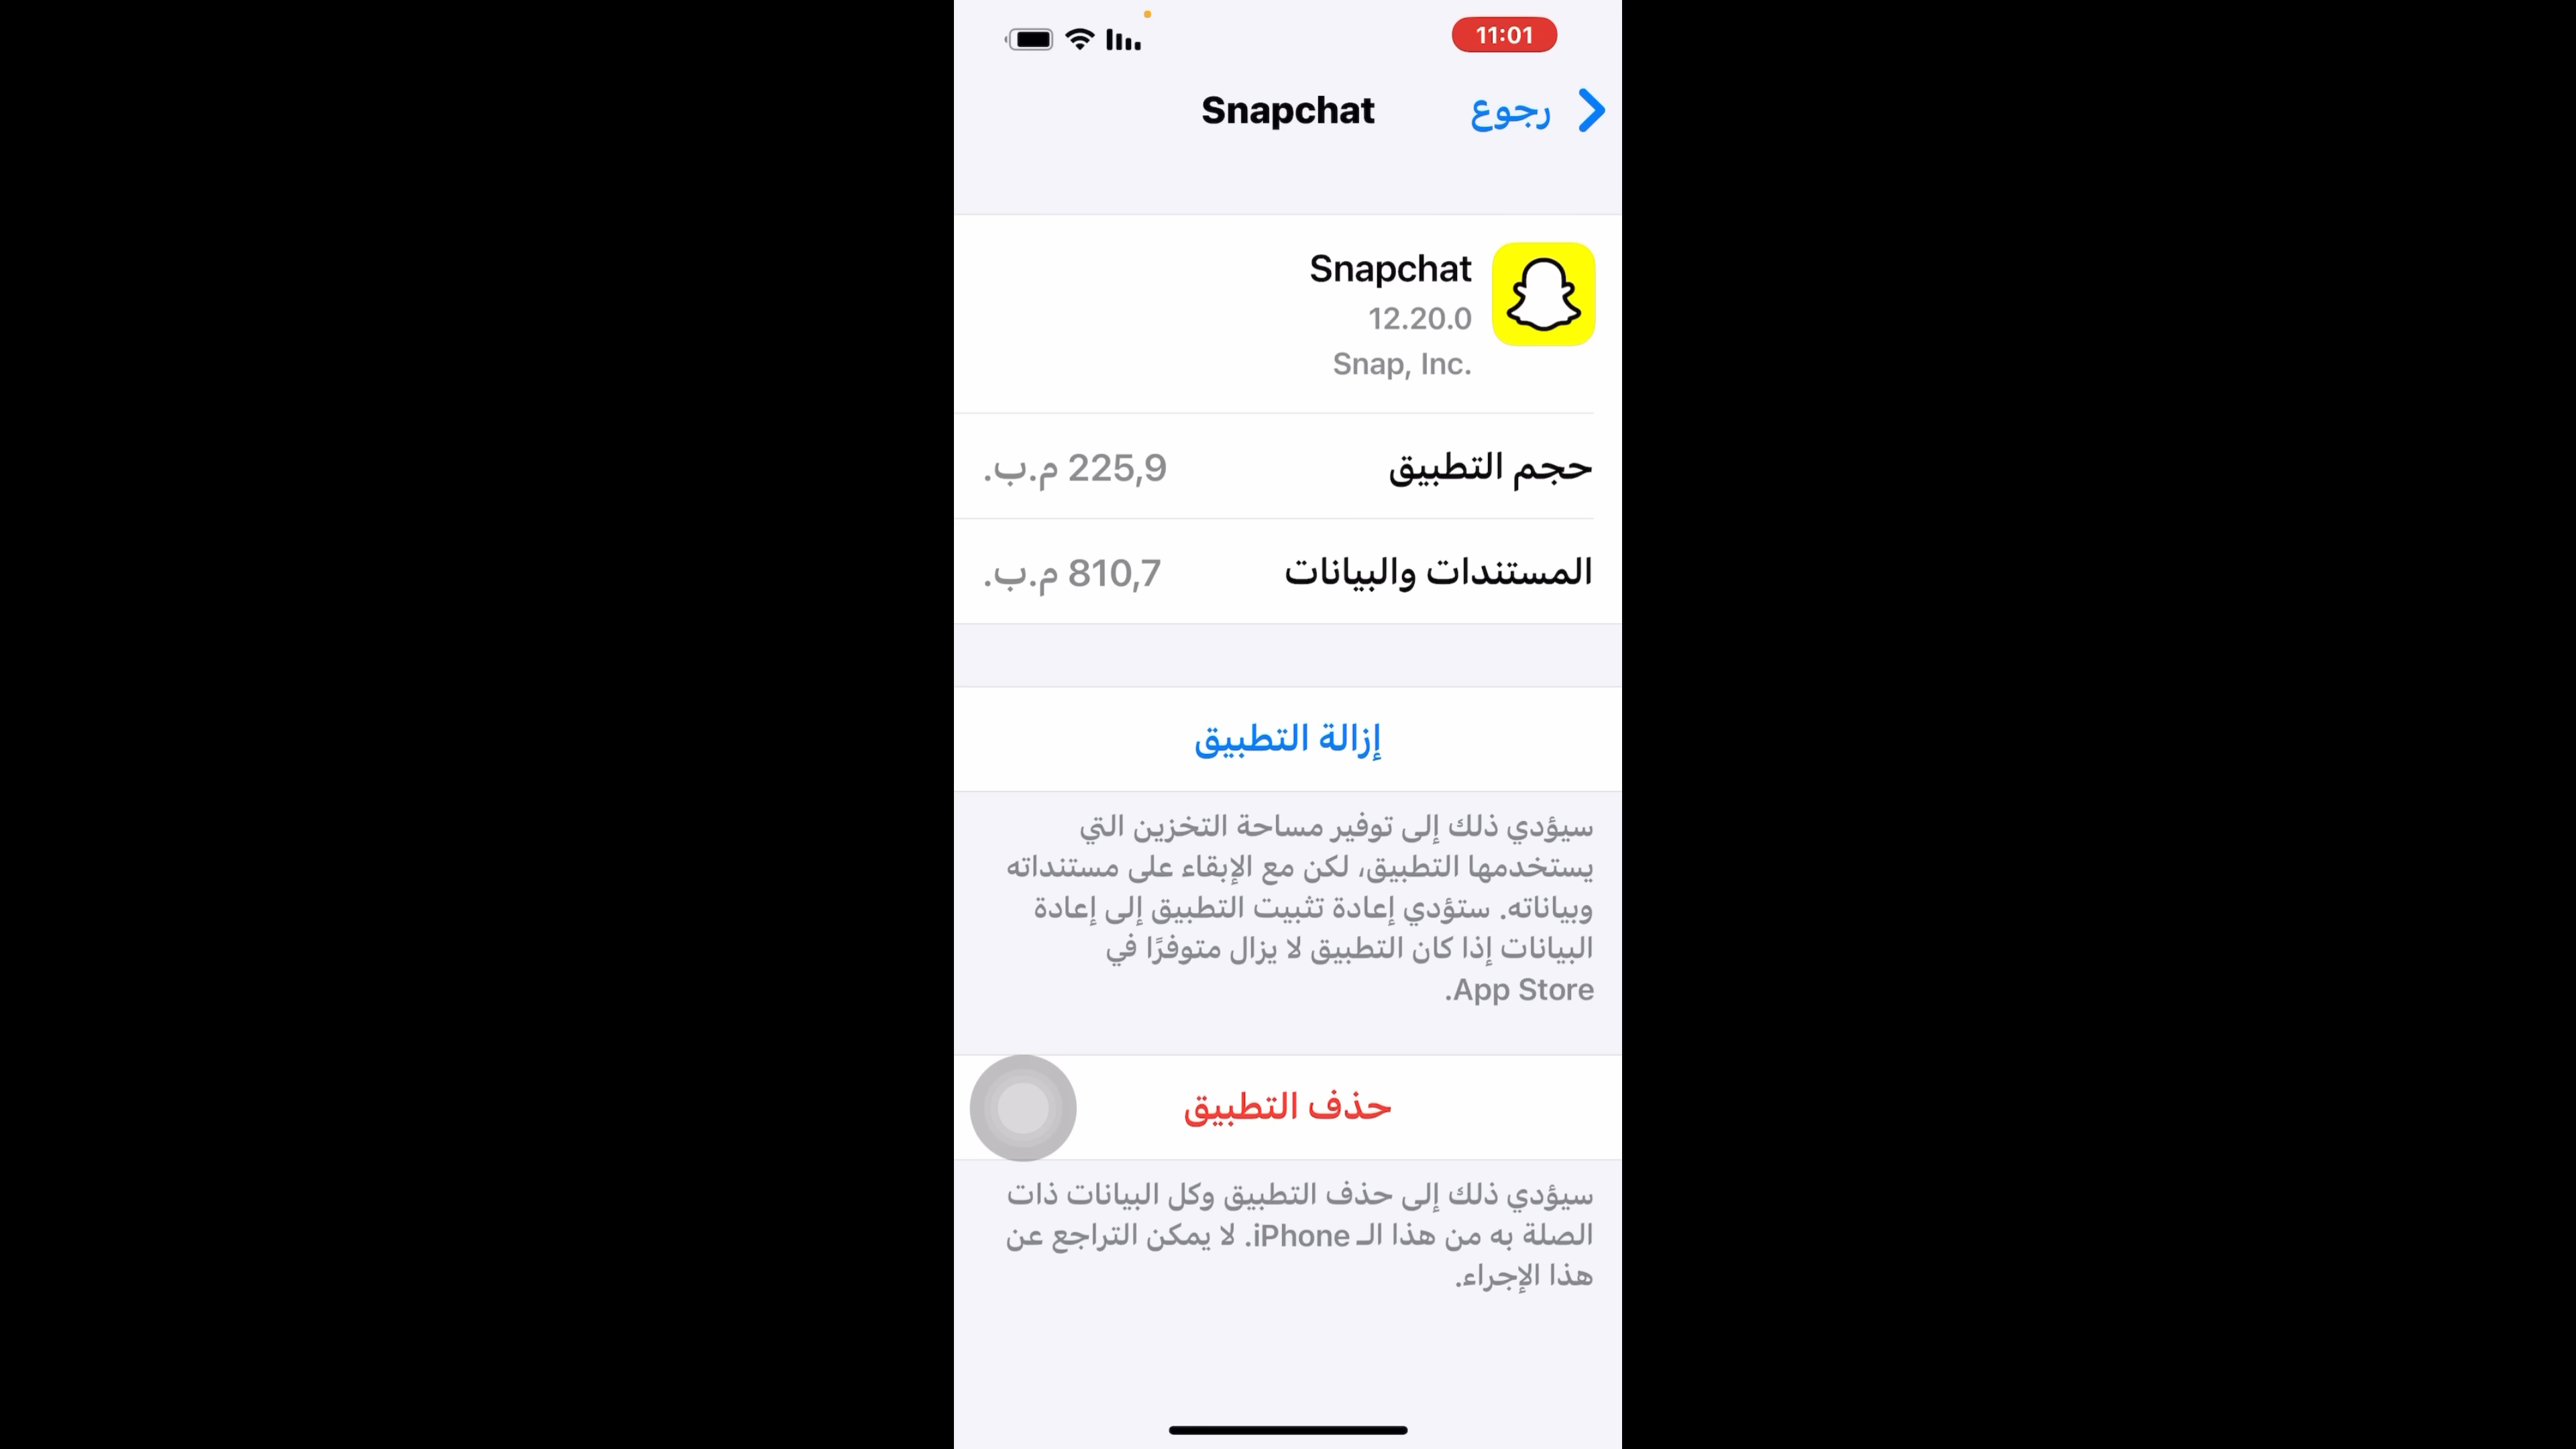 11:01
رجوع
Snapchat
Snapchat
12.20.0
Snap, Inc.
حجم التطبيق 225,9 م.ب.
المستندات والبيانات 810,7 م.ب.
إزالة التطبيق
سيؤدي ذلك إلى توفير مساحة التخزين التي
يستخدمها التطبيق، لكن مع الإبقاء على مستنداته
وبياناته. ستؤدي إعادة تثبيت التطبيق إلى إعادة
البيانات إذا كان التطبيق لا يزال متوفرًا في
App Store.
حذف التطبيق
سيؤدي ذلك إلى حذف التطبيق وكل البيانات ذات
الصلة به من هذا الـ iPhone. لا يمكن التراجع عن
هذا الإجراء.